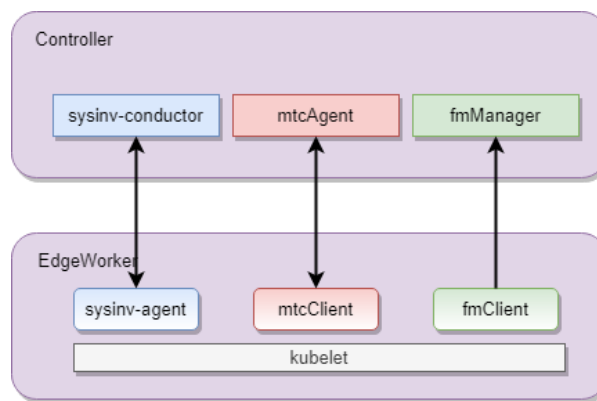 Controller
sysinv-conductor
mtcAgent
fmManager
EdgeWorker
sysinv-agent
mtcClient
fmClient
kubelet